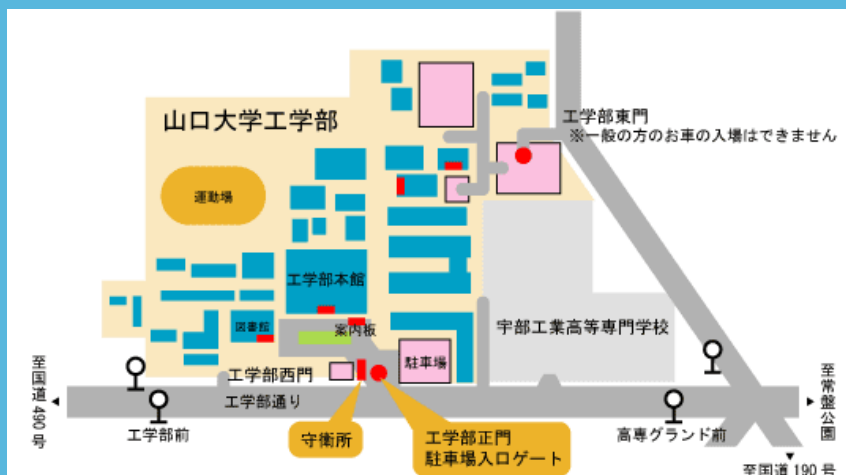 山口大学工学部
工学部東門
※一般の方のお車の入場はできません
運動場
工学部本館
図書館
案内板
宇部工業高等専門学校
駐車場
工学部西門
至国道490号
工学部通り
至常盤公園
工学部前
守衛所
工学部正門
駐車場入口ゲート
高専グランド前
至国道190号